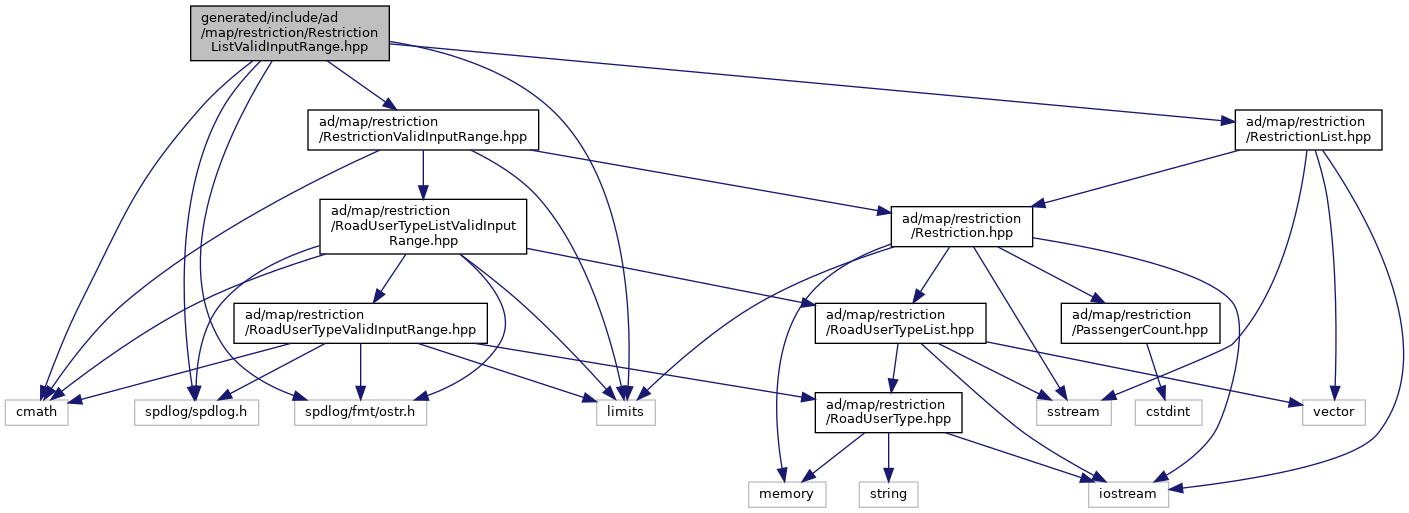 generated/include/ad
/map/restriction/Restriction
ListValidInputRange.hpp
ad/map/restriction
/RestrictionValidInputRange.hpp
ad/map/restriction
/RestrictionList.hpp
ad/map/restriction
/RoadUserTypeListValidInput
Range.hpp
ad/map/restriction
/Restriction.hpp
ad/map/restriction
/RoadUserTypeValidInputRange.hpp
ad/map/restriction
/RoadUserTypeList.hpp
ad/map/restriction
/PassengerCount.hpp
cmath
spdlog/spdlog.h
spdlog/fmt/ostr.h
limits
ad/map/restriction
/RoadUserType.hpp
sstream
cstdint
vector
memory
string
iostream